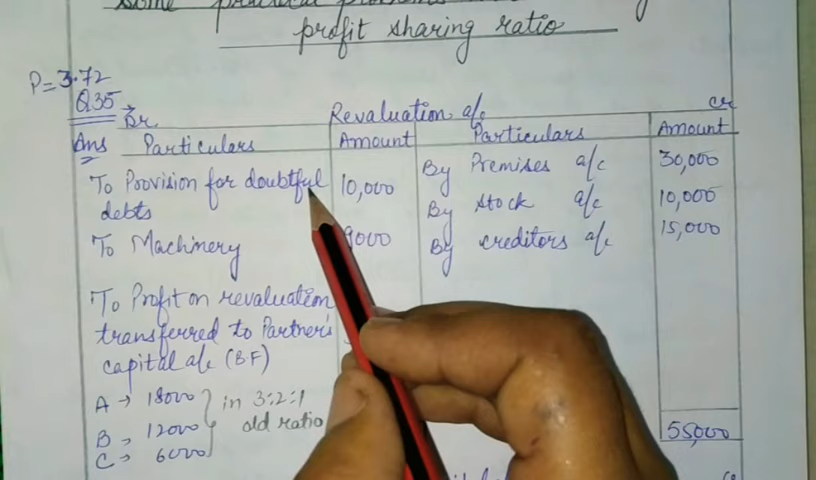 profit sharing ratio
P=3.72
Q35
Dr. Revaluation a/c cr
Ans Particulars Amount Particulars Amount
To Provision for doubtful 10,000 By Premises a/c 30,000
debts By Stock a/c 10,000
To Machinery 9000 By creditors a/c 15,000
To Profit on revaluation
transferred to Partner's
capital a/c (B.F)
A → 18000 in 3:2:1
B → 12000 old ratio
C → 6000 55,000